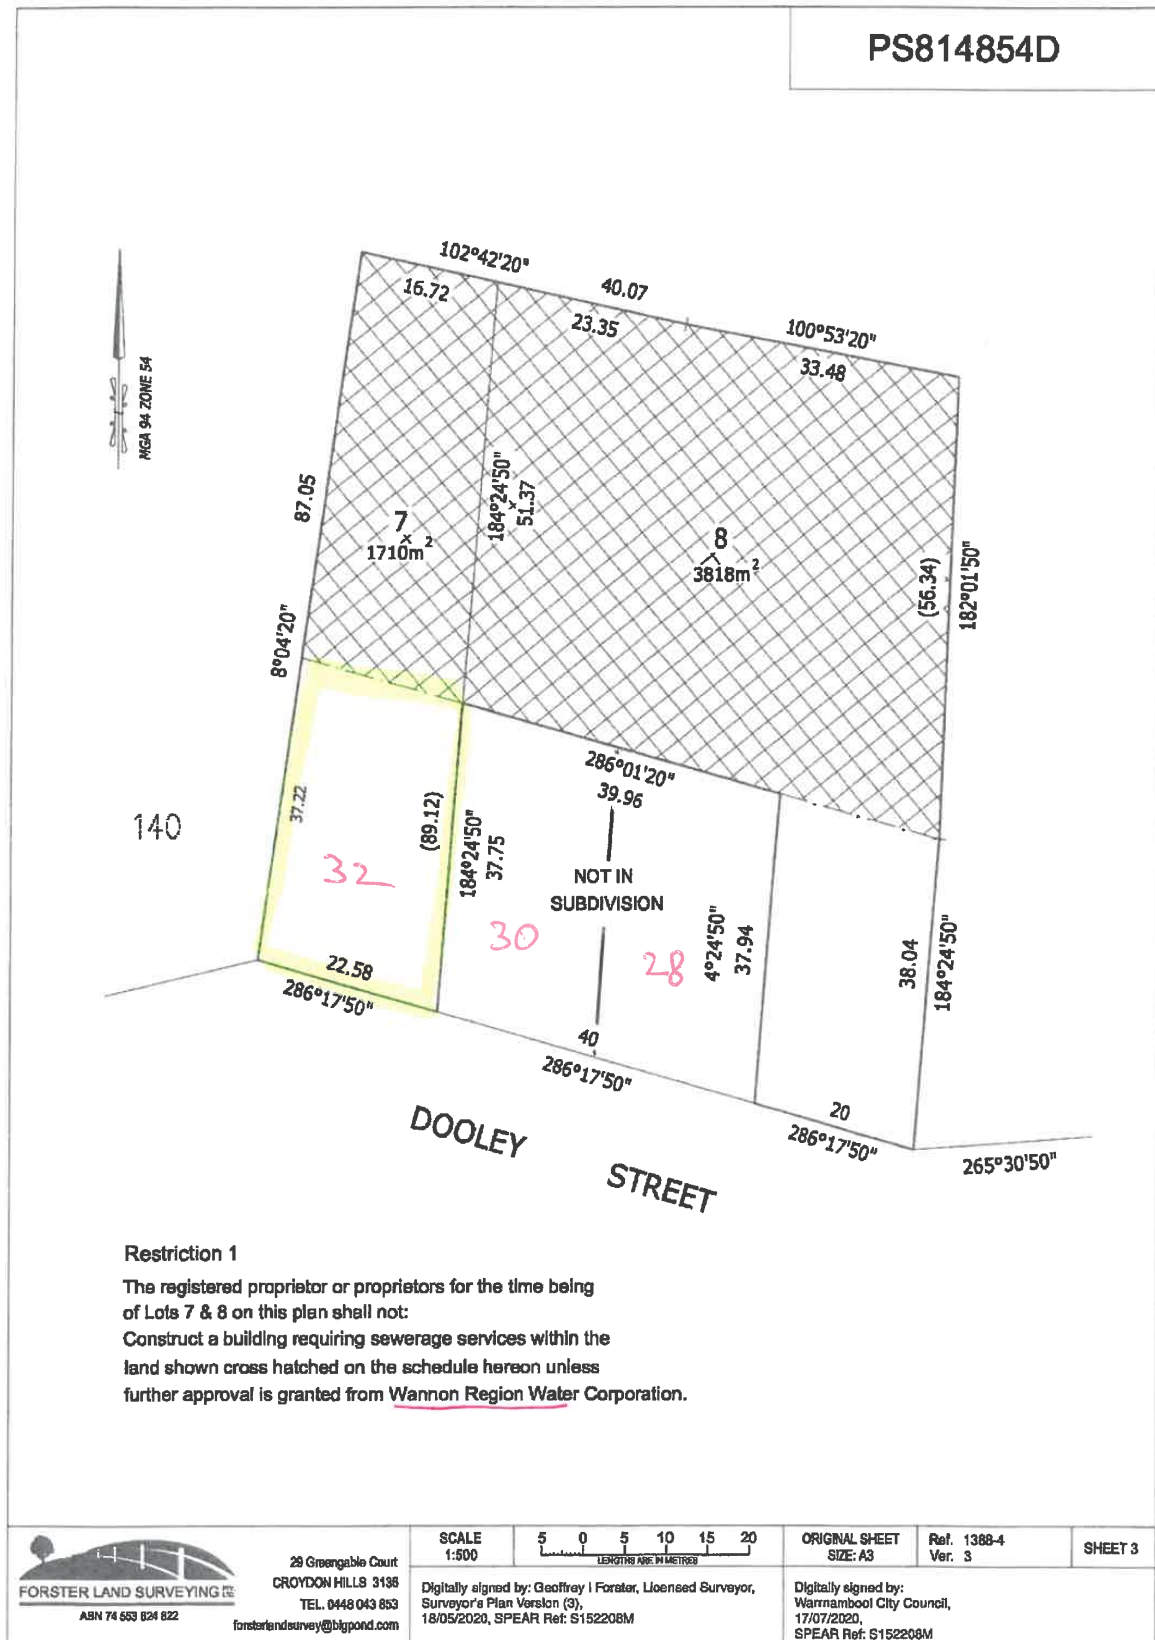 PS814854D
102°42'20"
16.72
40.07
23.35
100°53'20"
33.48
MGA 94 ZONE 54
87.05
184°24'50"
51.37
7
1710m²
8
3818m²
(56.34)
182°01'50"
8°04'20"
286°01'20"
39.96
37.22
(89.12)
184°24'50"
37.75
140
32
NOT IN
SUBDIVISION
30
28
4°24'50"
37.94
38.04
184°24'50"
22.58
286°17'50"
40
286°17'50"
20
286°17'50"
265°30'50"
DOOLEY STREET
Restriction 1
The registered proprietor or proprietors for the time being
of Lots 7 & 8 on this plan shall not:
Construct a building requiring sewerage services within the
land shown cross hatched on the schedule hereon unless
further approval is granted from Wannon Region Water Corporation.
FORSTER LAND SURVEYING
ABN 74 553 824 822
29 Greengable Court
CROYDON HILLS 3136
TEL. 0448 043 853
forsterlandsurvey@bigpond.com
SCALE
1:500
5 0 5 10 15 20
LENGTHS ARE IN METRES
ORIGINAL SHEET
SIZE: A3
Ref. 1388-4
Ver. 3
SHEET 3
Digitally signed by: Geoffrey I Forster, Licensed Surveyor,
Surveyor's Plan Version (3),
18/05/2020, SPEAR Ref: S152208M
Digitally signed by:
Warrnambool City Council,
17/07/2020,
SPEAR Ref: S152208M